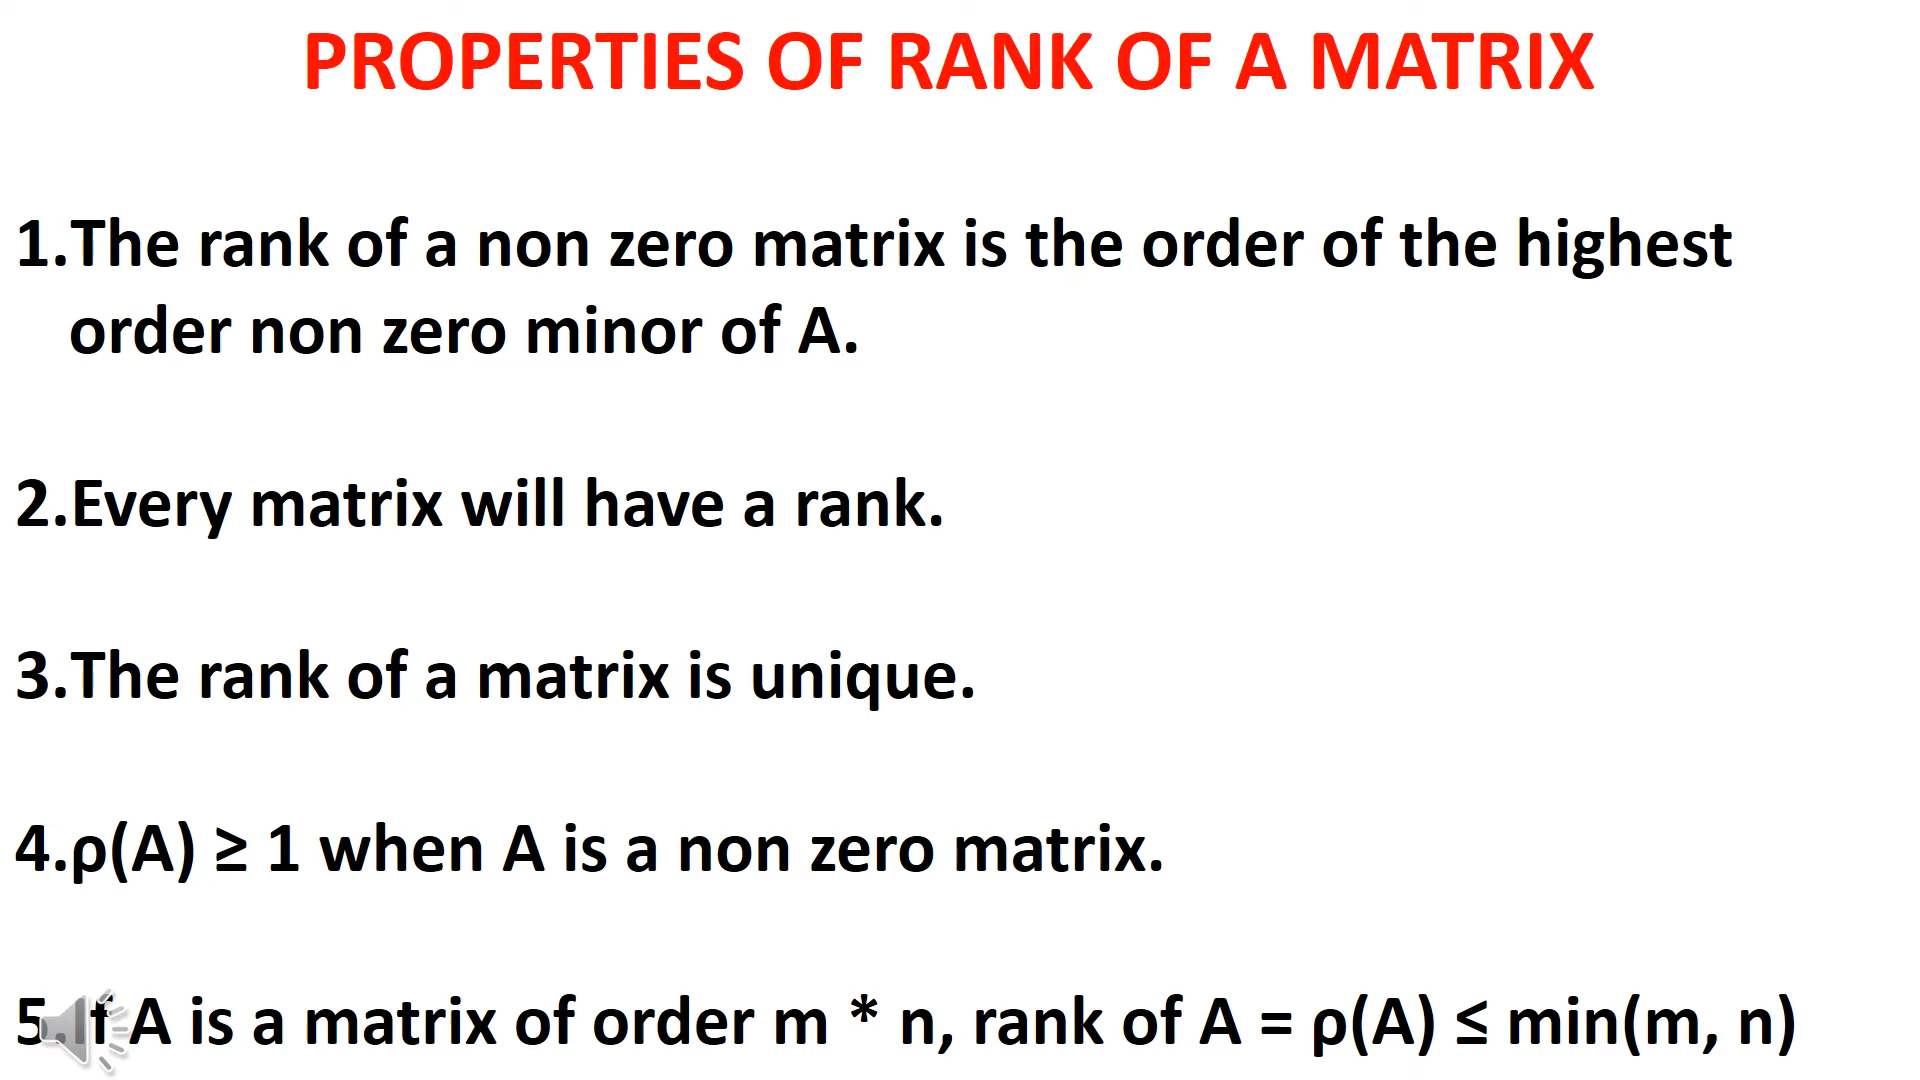 PROPERTIES OF RANK OF A MATRIX
1.The rank of a non zero matrix is the order of the highest
order non zero minor of A.
2.Every matrix will have a rank.
3.The rank of a matrix is unique.
4.ρ(A) ≥ 1 when A is a non zero matrix.
5.If A is a matrix of order m * n, rank of A = ρ(A) ≤ min(m, n)